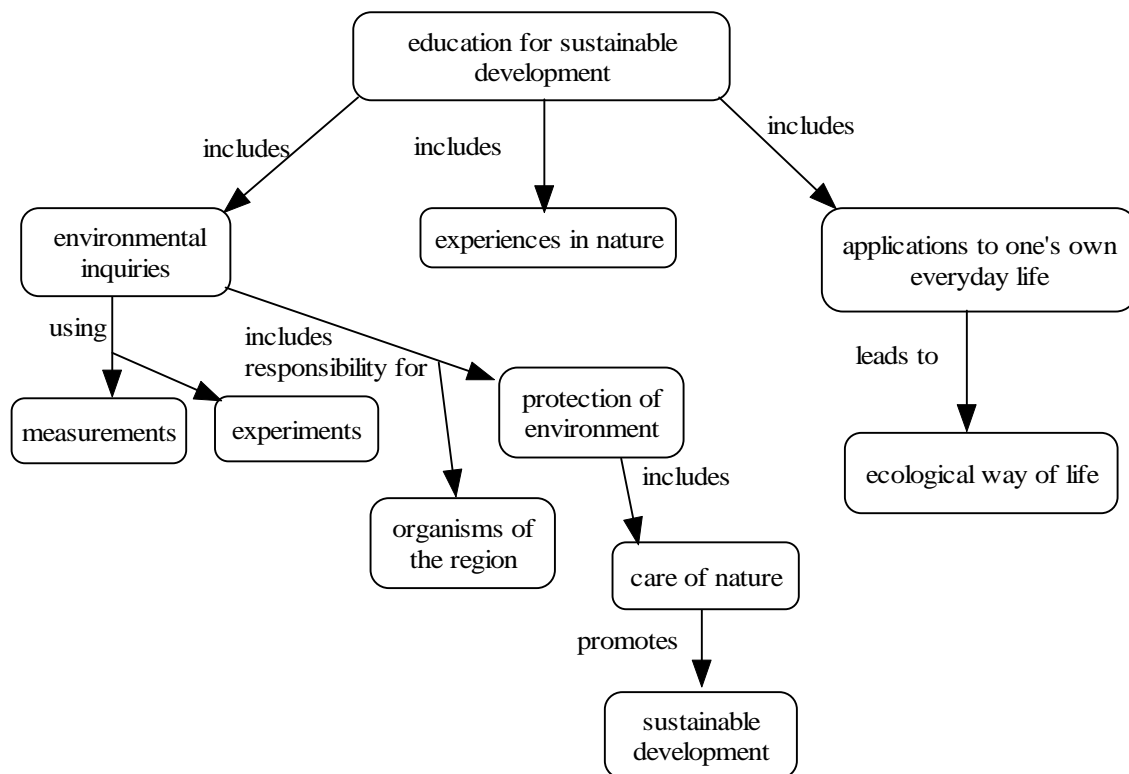 education for sustainable
development
includes
includes
includes
environmental
inquiries
experiences in nature
applications to one's own
everyday life
using
includes
responsibility for
leads to
measurements
experiments
protection of
environment
includes
ecological way of life
organisms of
the region
care of nature
promotes
sustainable
development